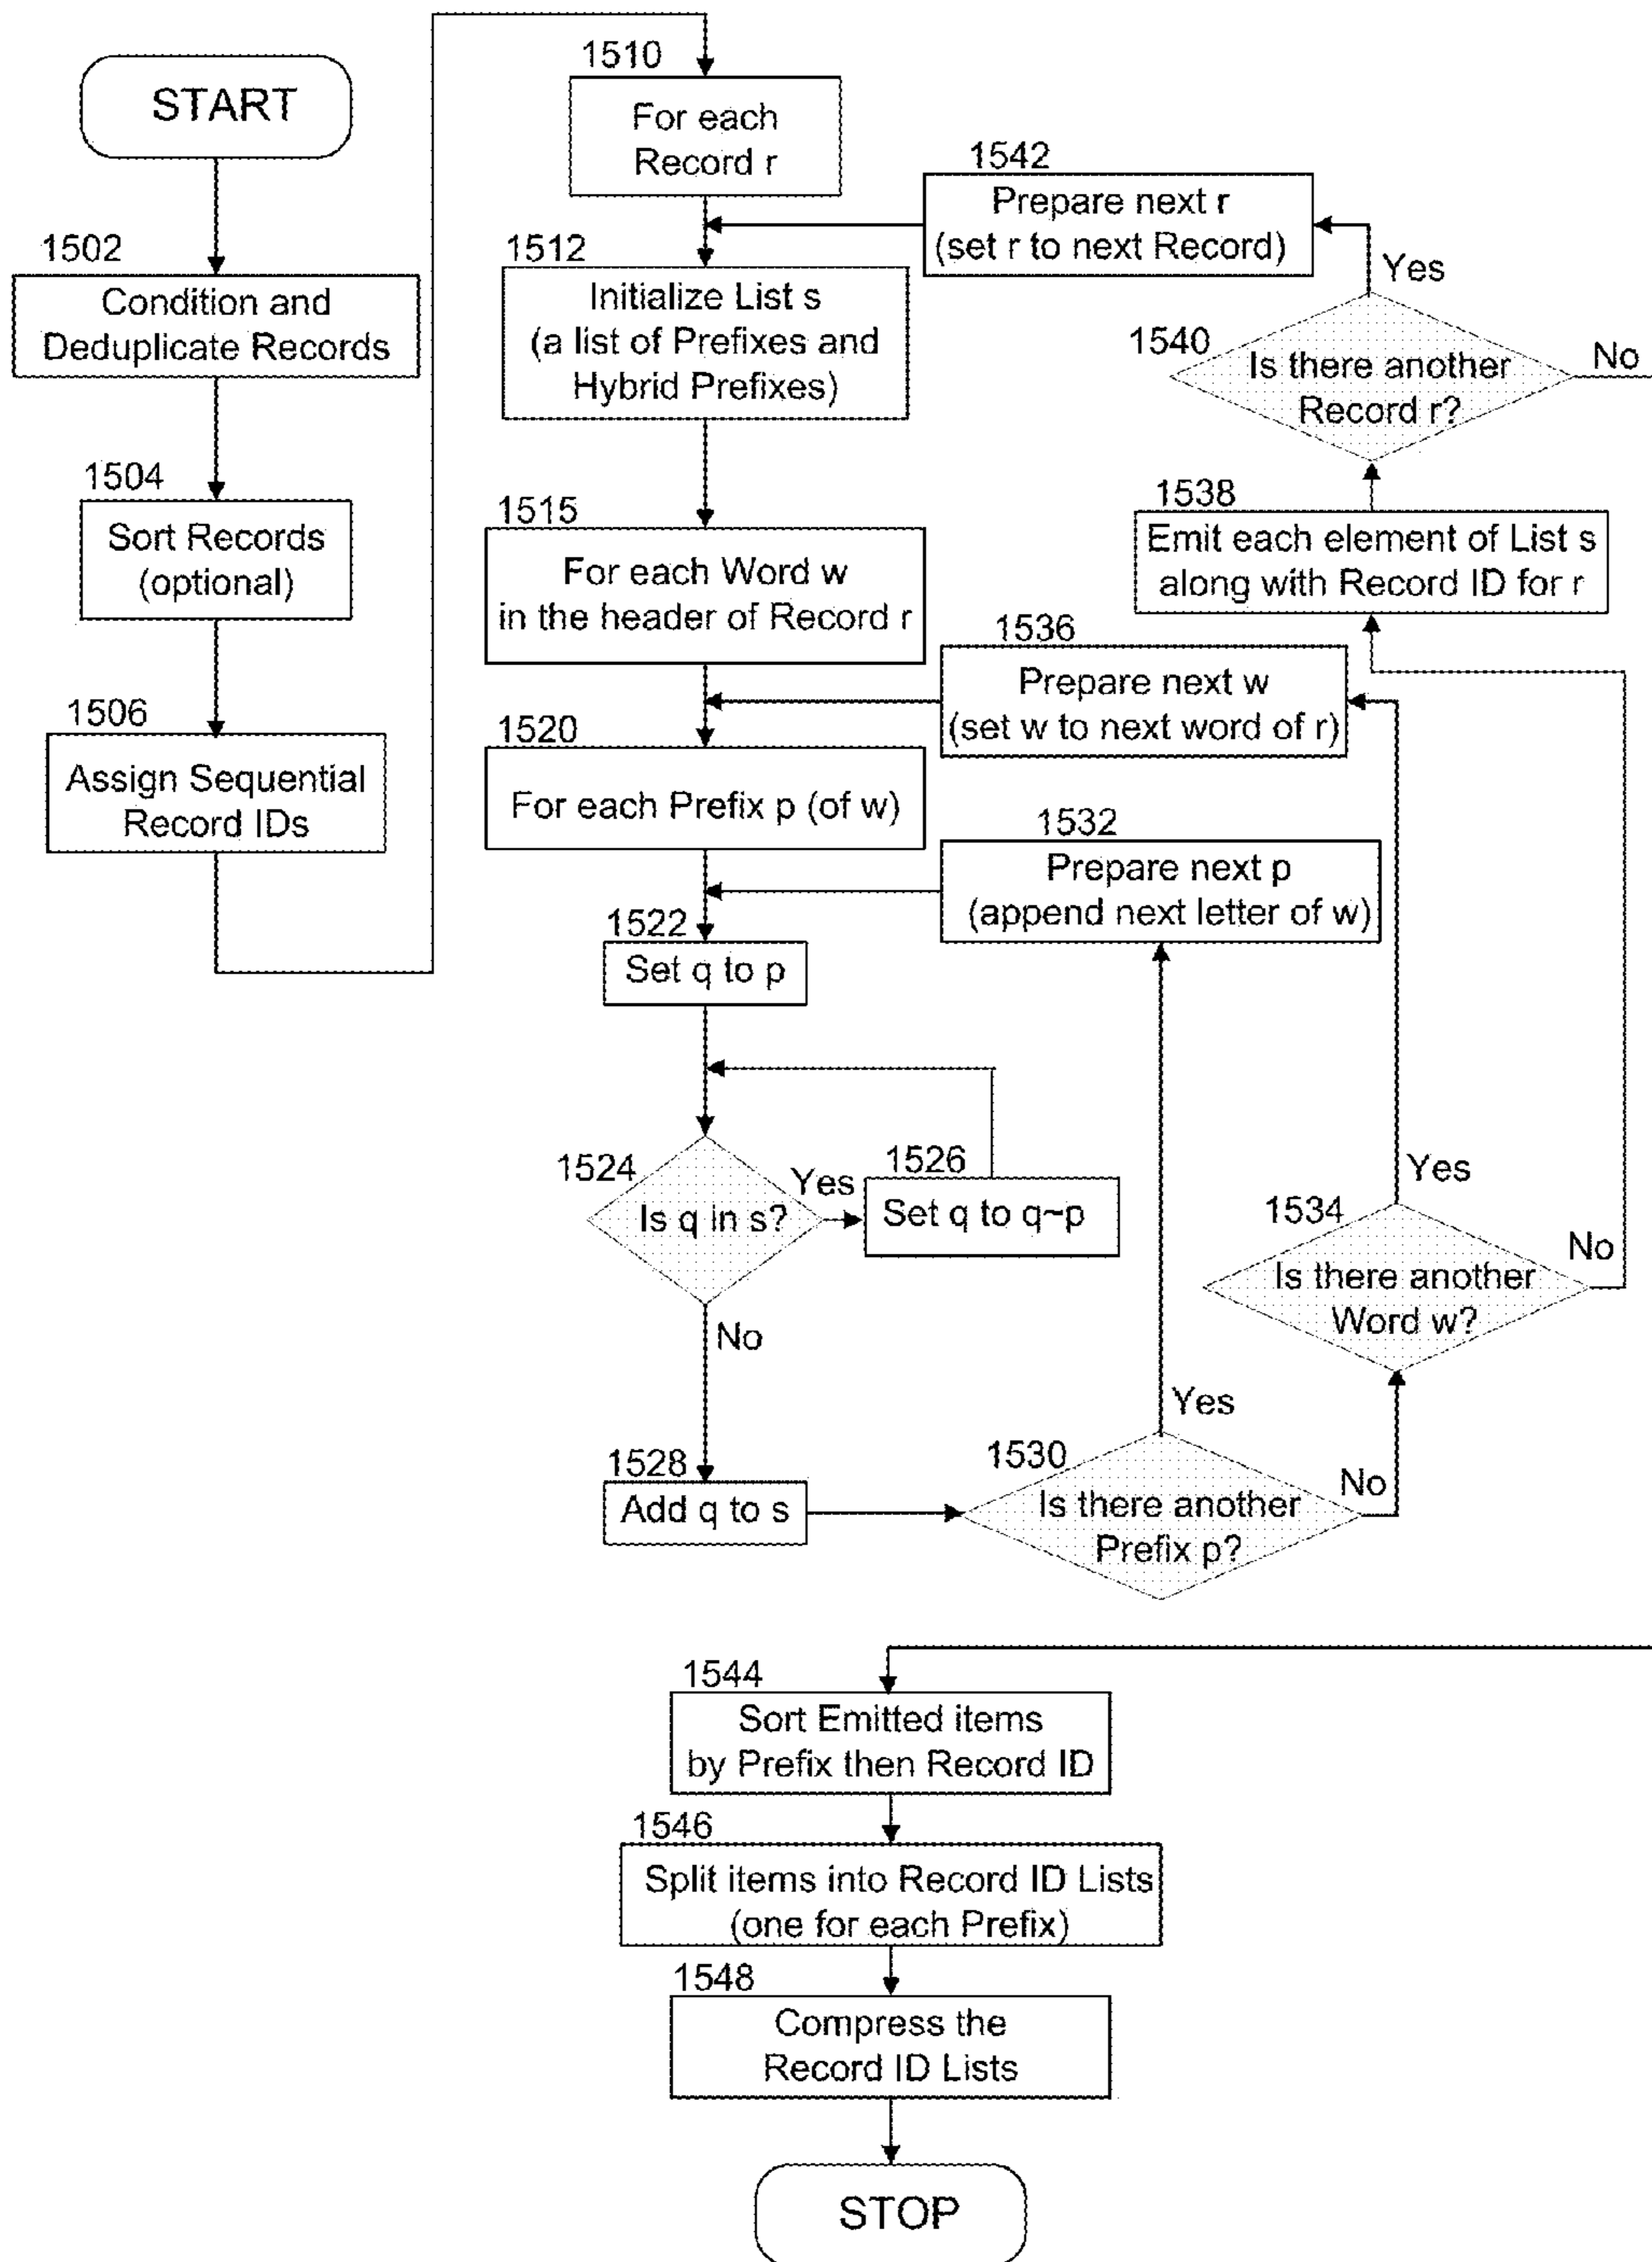 START
1502
Condition and
Deduplicate Records
1504
Sort Records
(optional)
1506
Assign Sequential
Record IDs
1510
For each
Record r
1512
Initialize List s
(a list of Prefixes and
Hybrid Prefixes)
1515
For each Word w
in the header of Record r
1520
For each Prefix p (of w)
1522
Set q to p
1524
Is q in s?
Yes
1526
Set q to q~p
No
1528
Add q to s
1530
Is there another
Prefix p?
Yes
No
1532
Prepare next p
(append next letter of w)
1534
Is there another
Word w?
Yes
No
1536
Prepare next w
(set w to next word of r)
1538
Emit each element of List s
along with Record ID for r
1540
Is there another
Record r?
Yes
No
1542
Prepare next r
(set r to next Record)
1544
Sort Emitted items
by Prefix then Record ID
1546
Split items into Record ID Lists
(one for each Prefix)
1548
Compress the
Record ID Lists
STOP